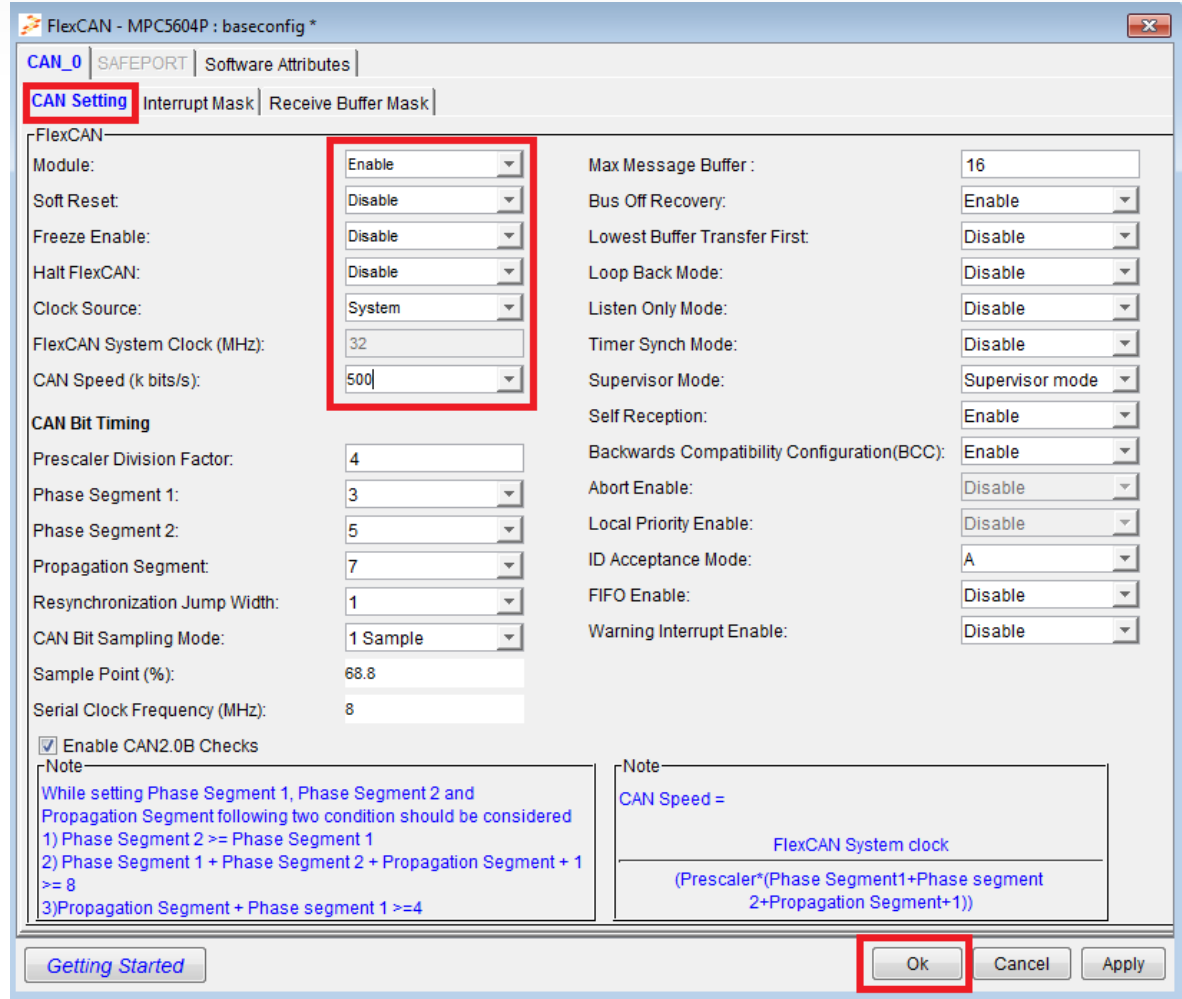 FlexCAN - MPC5604P : baseconfig *
CAN_0 SAFEPORT Software Attributes
CAN Setting Interrupt Mask Receive Buffer Mask
FlexCAN
Module: Enable
Soft Reset: Disable
Freeze Enable: Disable
Halt FlexCAN: Disable
Clock Source: System
FlexCAN System Clock (MHz): 32
CAN Speed (k bits/s): 500
CAN Bit Timing
Prescaler Division Factor: 4
Phase Segment 1: 3
Phase Segment 2: 5
Propagation Segment: 7
Resynchronization Jump Width: 1
CAN Bit Sampling Mode: 1 Sample
Sample Point (%): 68.8
Serial Clock Frequency (MHz): 8
Max Message Buffer : 16
Bus Off Recovery: Enable
Lowest Buffer Transfer First: Disable
Loop Back Mode: Disable
Listen Only Mode: Disable
Timer Synch Mode: Disable
Supervisor Mode: Supervisor mode
Self Reception: Enable
Backwards Compatibility Configuration(BCC): Enable
Abort Enable: Disable
Local Priority Enable: Disable
ID Acceptance Mode: A
FIFO Enable: Disable
Warning Interrupt Enable: Disable
Enable CAN2.0B Checks
Note
While setting Phase Segment 1, Phase Segment 2 and
Propagation Segment following two condition should be considered
1) Phase Segment 2 >= Phase Segment 1
2) Phase Segment 1 + Phase Segment 2 + Propagation Segment + 1
>= 8
3)Propagation Segment + Phase segment 1 >=4
Note
CAN Speed =
FlexCAN System clock
(Prescaler*(Phase Segment1+Phase segment
2+Propagation Segment+1))
Getting Started
Ok Cancel Apply